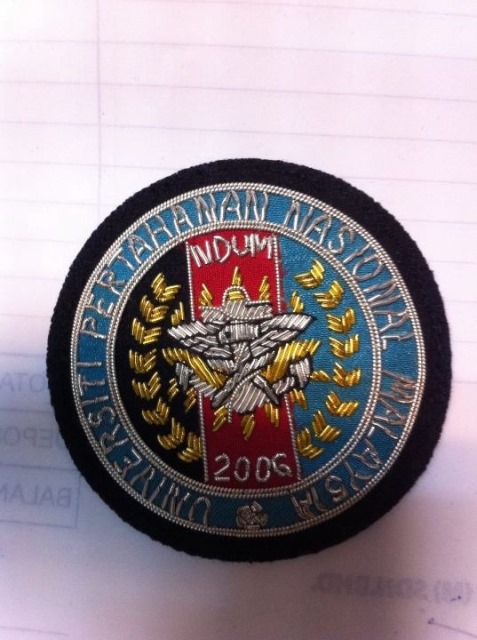 UNIVERSITI PERTAHANAN NASIONAL MALAYSIA
NDUM
2006